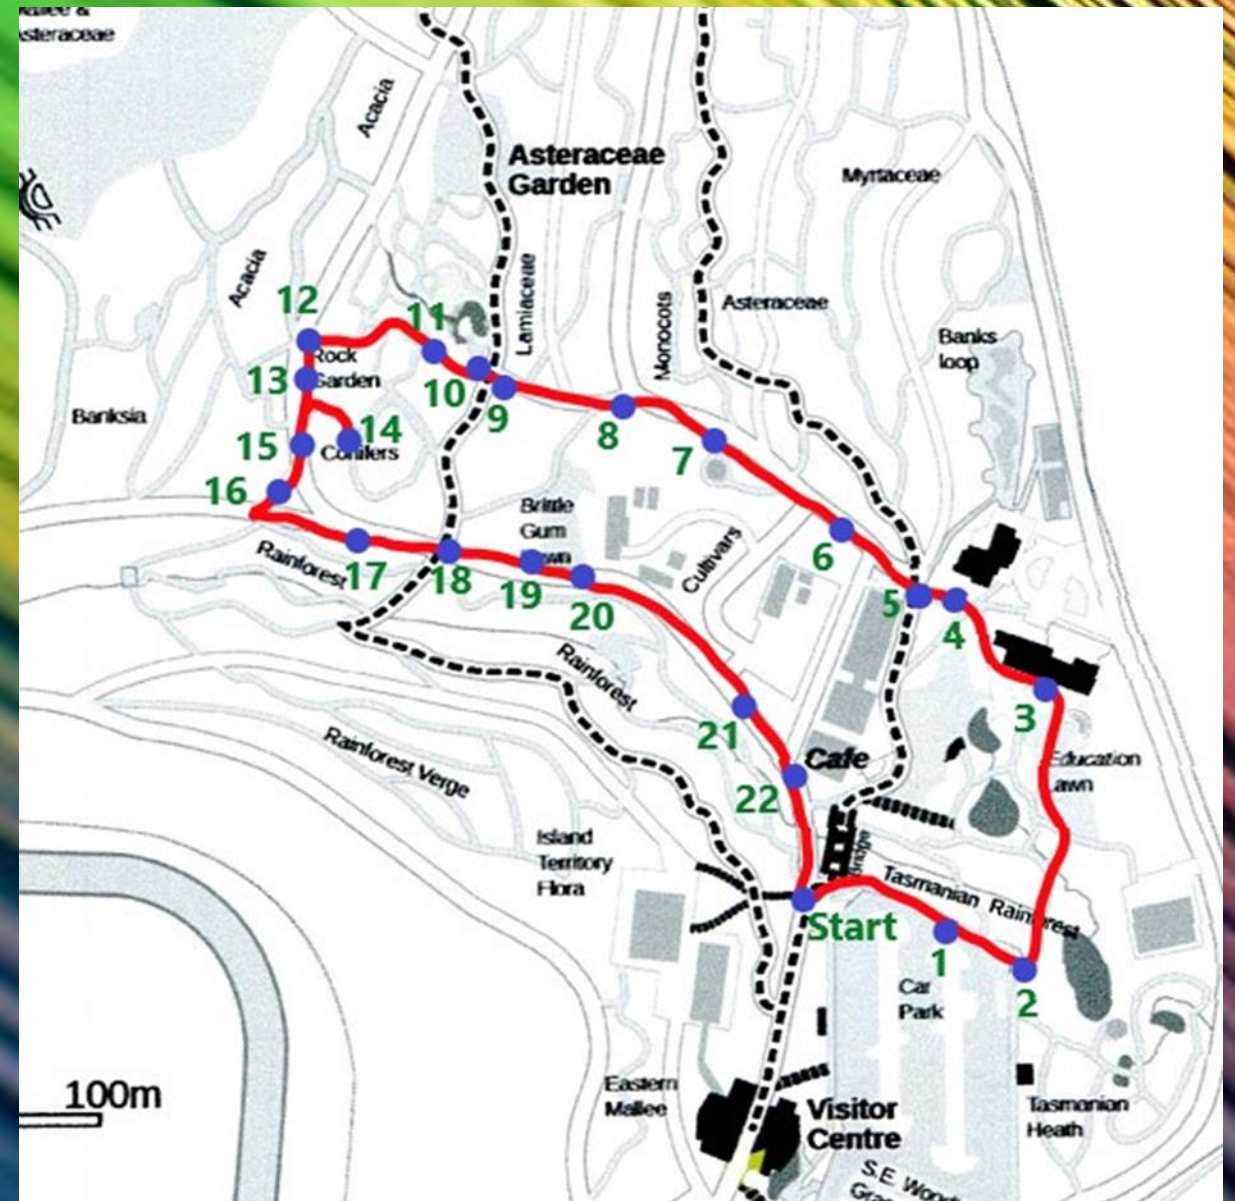 Asteraceae
Acacia
Asteraceae
Garden
Myrtaceae
Acacia
Lamiaceae
Monocots
Asteraceae
12
11
Rock
Garden
13
10
9
8
7
Banks
loop
Banksia
14
15
Conifers
16
Brittle
Gum
Lawn
Cultivars
6
5
4
Rainforest
17
18
19
20
Rainforest
3
21
Education
Lawn
Rainforest Verge
Cafe
22
Bridge
Island
Territory
Flora
Tasmanian Rainforest
Start
1
2
Car
Park
100m
Eastern
Mallee
Visitor
Centre
Tasmanian
Heath